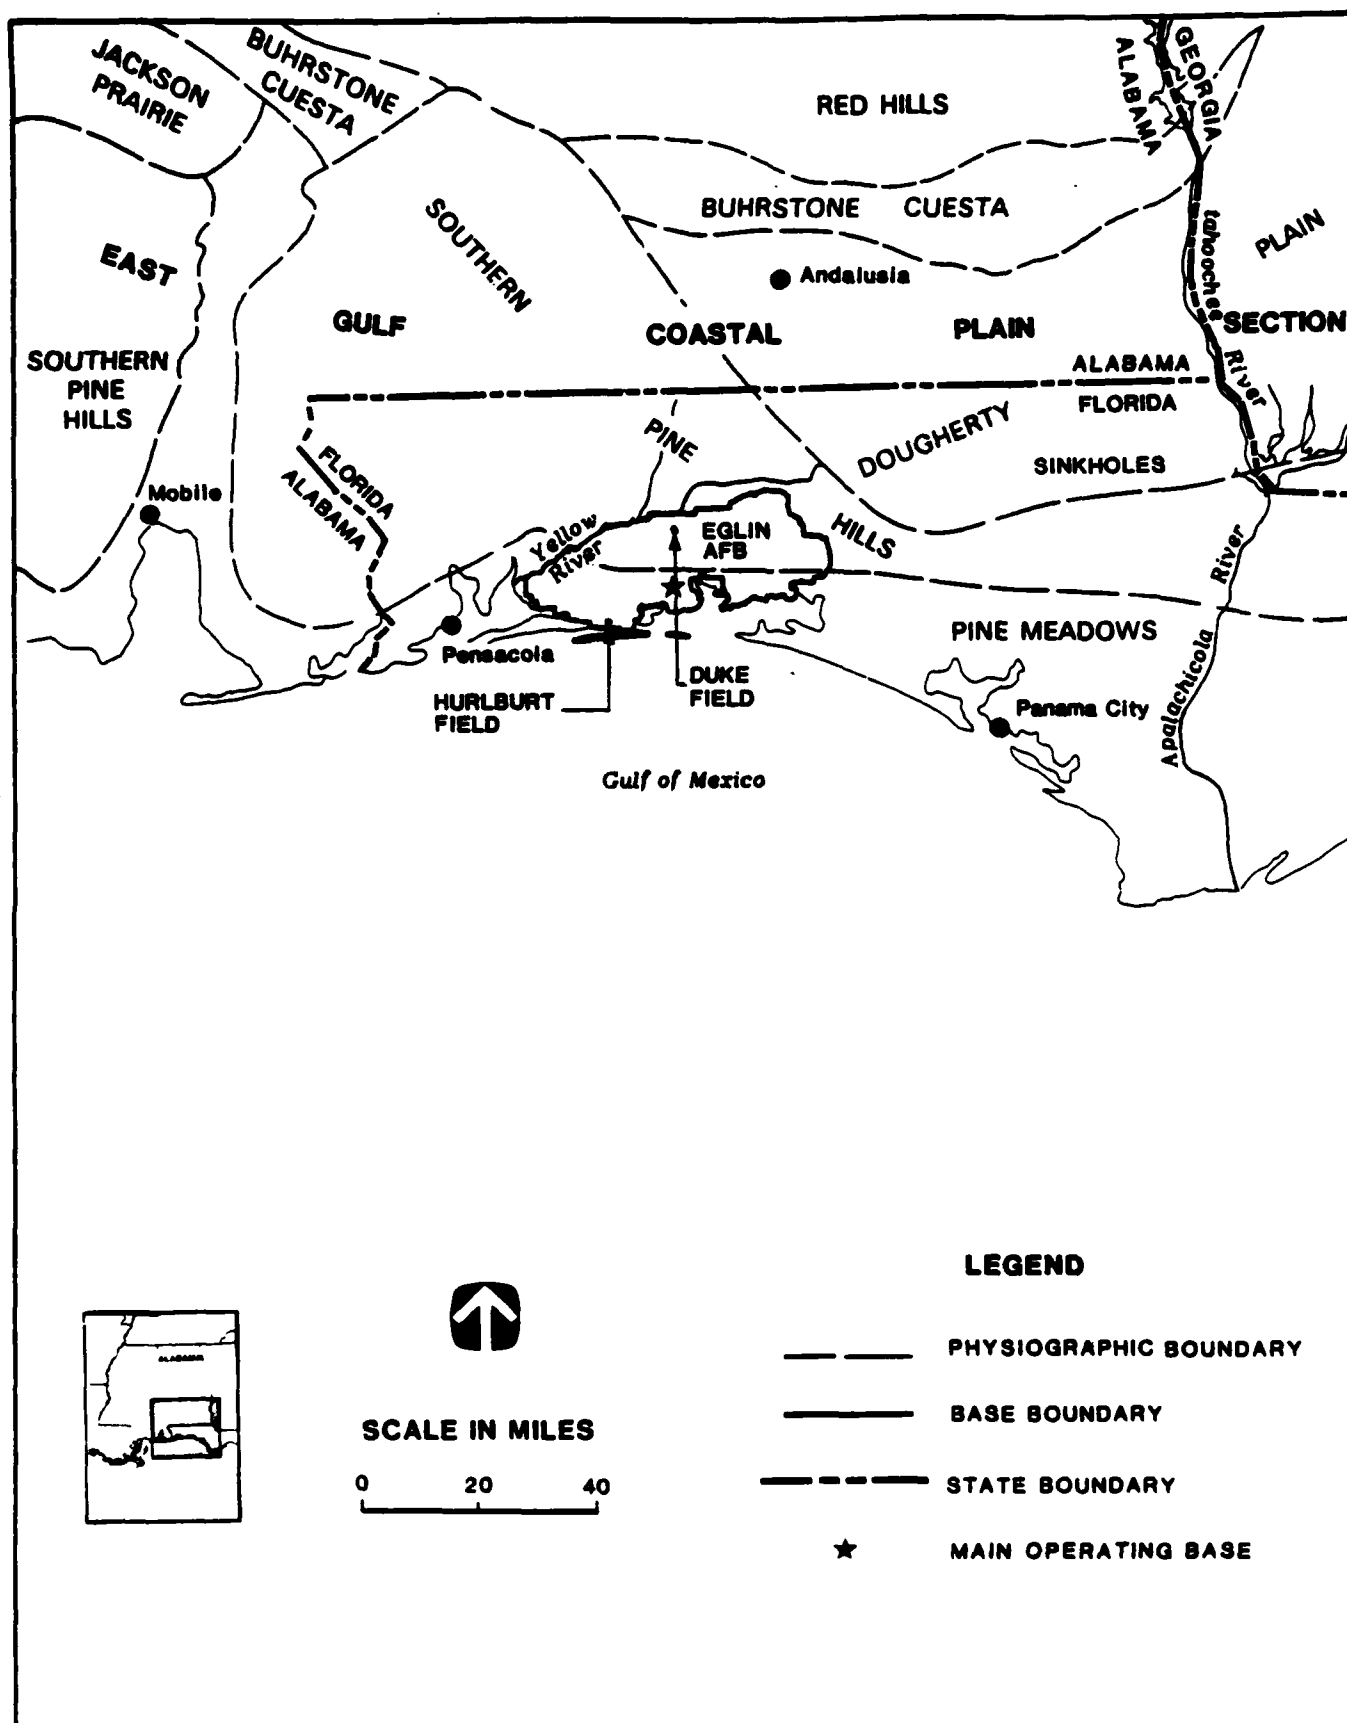 JACKSON
PRAIRIE
BUHRSTONE
CUESTA
RED HILLS
GEORGIA
ALABAMA
BUHRSTONE CUESTA
SOUTHERN
PLAIN
EAST
Andalusia
tahoochee
River
GULF COASTAL PLAIN SECTION
SOUTHERN
PINE
HILLS
ALABAMA
FLORIDA
PINE
DOUGHERTY
SINKHOLES
FLORIDA
ALABAMA
Mobile
Yellow
River
EGLIN
AFB
HILLS
River
Apalachicola
PINE MEADOWS
Pensacola
DUKE
FIELD
HURLBURT
FIELD
Panama City
Gulf of Mexico
LEGEND
PHYSIOGRAPHIC BOUNDARY
BASE BOUNDARY
STATE BOUNDARY
MAIN OPERATING BASE
ALABAMA
SCALE IN MILES
0 20 40